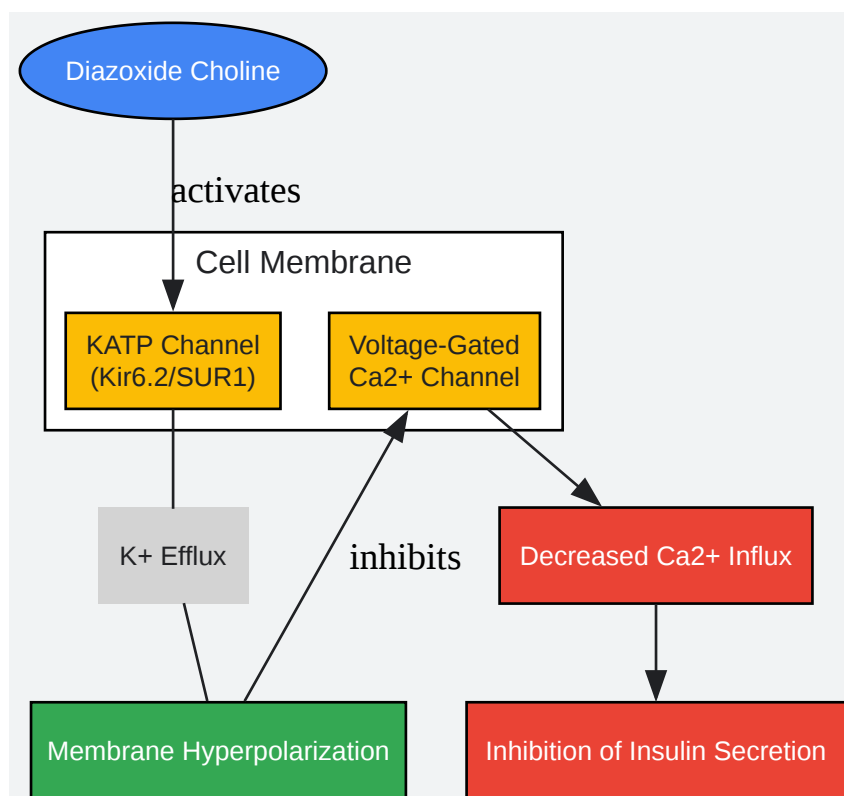 Diazoxide Choline
activates
Cell Membrane
KATP Channel
(Kir6.2/SUR1)
Voltage-Gated
Ca2+ Channel
K+ Efflux
inhibits
Decreased Ca2+ Influx
Membrane Hyperpolarization
Inhibition of Insulin Secretion